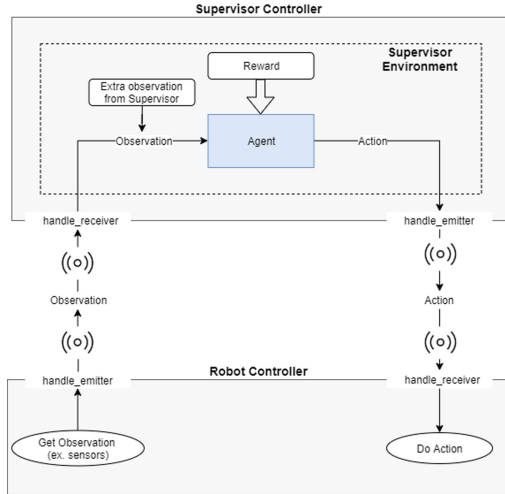 Supervisor Controller
Supervisor
Environment
Reward
Extra observation
from Supervisor
Observation
Agent
Action
handle_receiver
handle_emitter
Observation
Action
handle_emitter
Robot Controller
handle_receiver
Get Observation
(ex. sensors)
Do Action